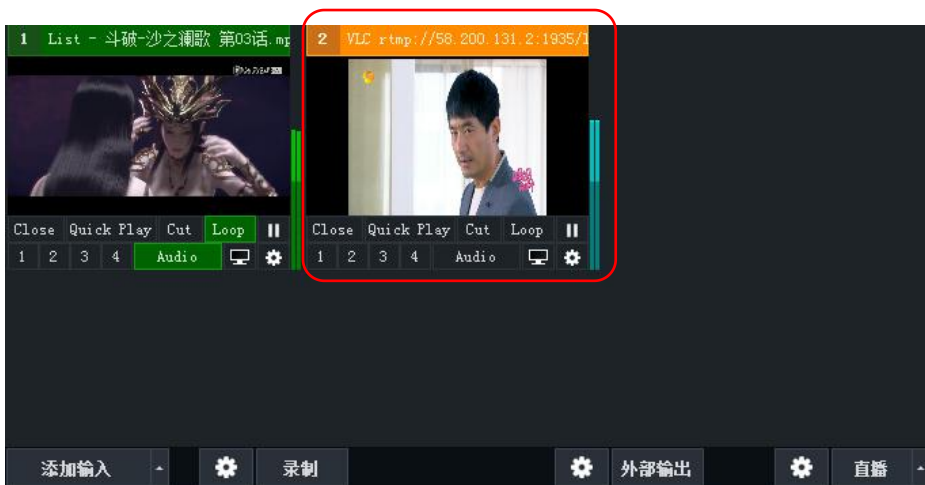 1 List - 斗破-沙之澜歌 第03话.mp
2 VLC rtmp://58.200.131.2:1935/l
Close Quick Play Cut Loop
1 2 3 4 Audio
Close Quick Play Cut Loop
1 2 3 4 Audio
添加输入
录制
外部输出
直播